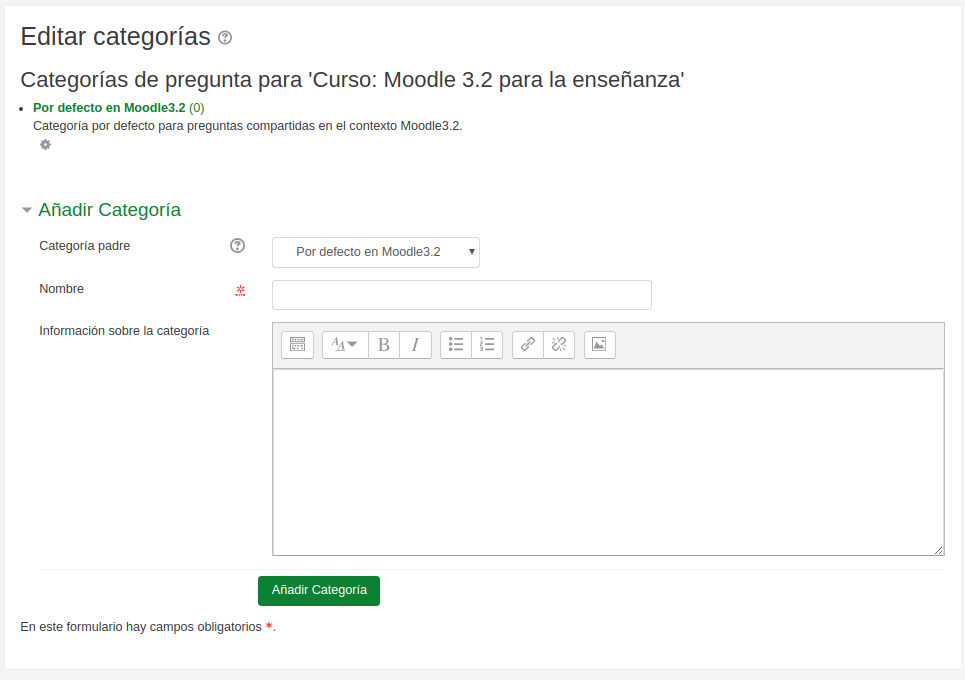 Editar categorías
Categorías de pregunta para 'Curso: Moodle 3.2 para la enseñanza'
Por defecto en Moodle3.2 (0)
Categoría por defecto para preguntas compartidas en el contexto Moodle3.2.
Añadir Categoría
Categoría padre
Por defecto en Moodle3.2
Nombre
Información sobre la categoría
Añadir Categoría
En este formulario hay campos obligatorios *.